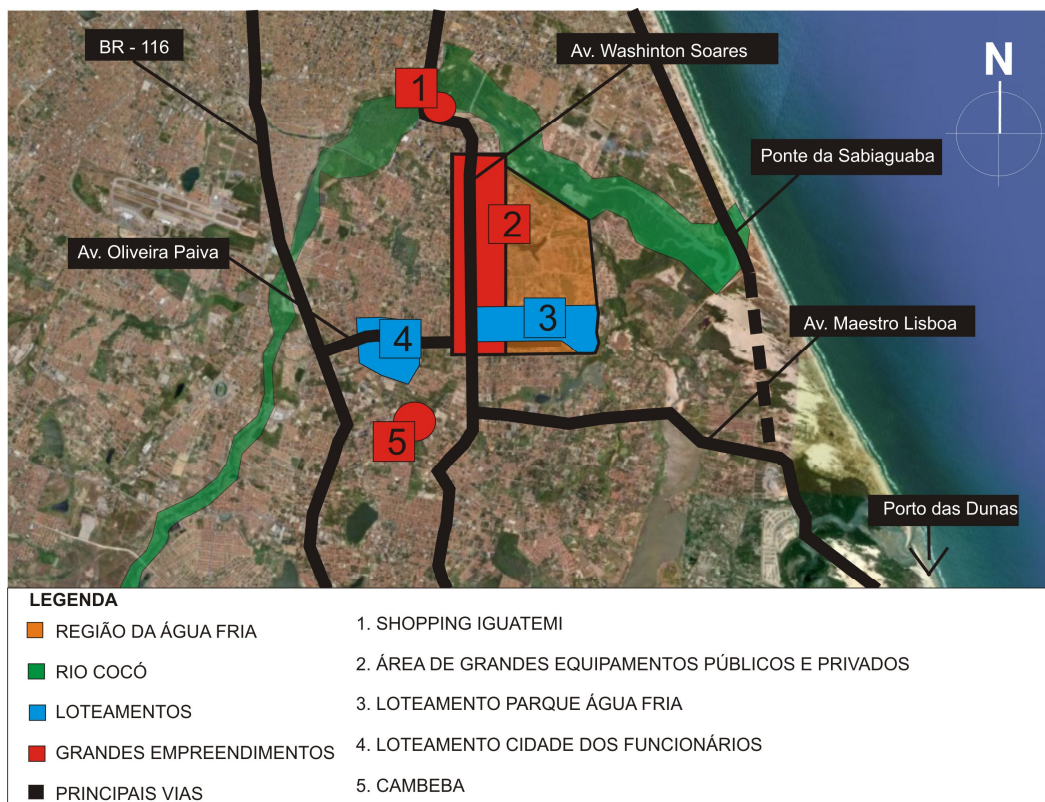 BR - 116
Av. Washinton Soares
N
1
Ponte da Sabiaguaba
2
Av. Oliveira Paiva
3
Av. Maestro Lisboa
4
5
Porto das Dunas
LEGENDA
REGIÃO DA ÁGUA FRIA
RIO COCÓ
LOTEAMENTOS
GRANDES EMPREENDIMENTOS
PRINCIPAIS VIAS
1. SHOPPING IGUATEMI
2. ÁREA DE GRANDES EQUIPAMENTOS PÚBLICOS E PRIVADOS
3. LOTEAMENTO PARQUE ÁGUA FRIA
4. LOTEAMENTO CIDADE DOS FUNCIONÁRIOS
5. CAMBEBA